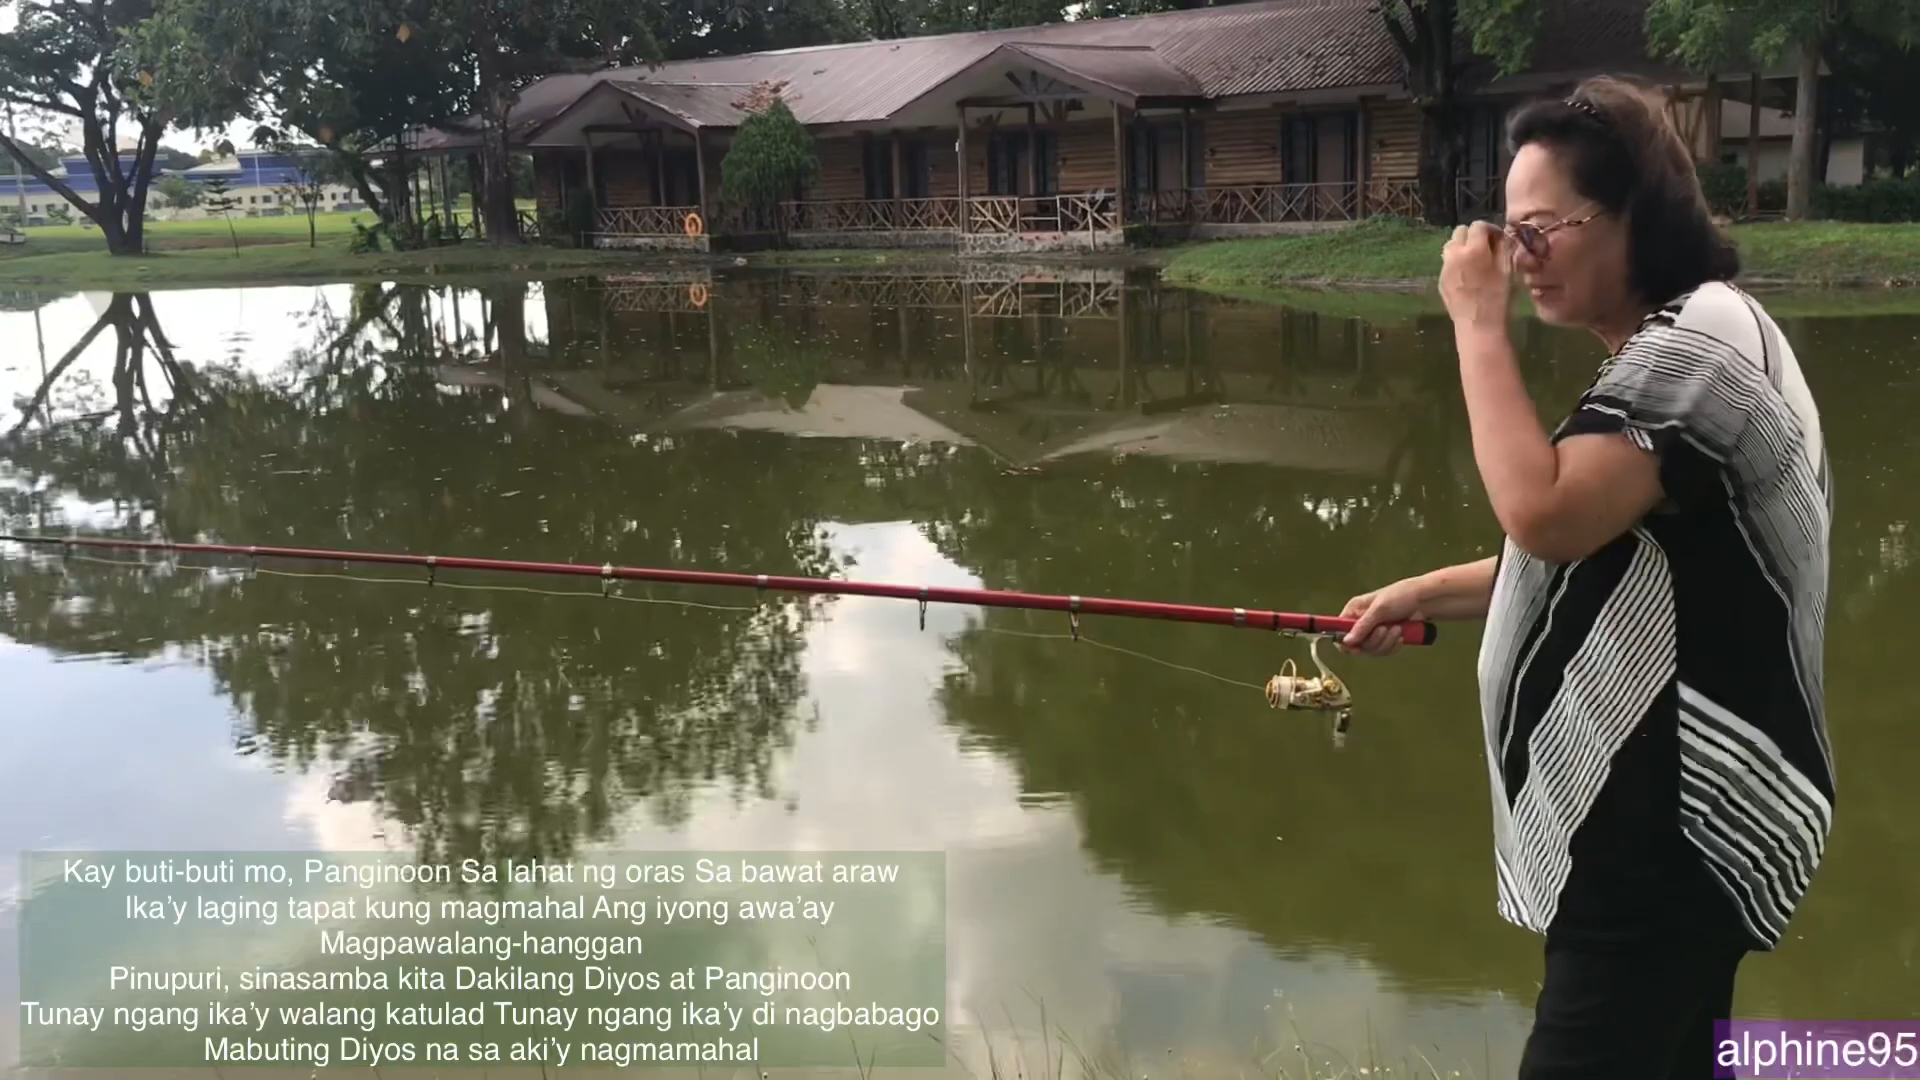 Kay buti-buti mo, Panginoon Sa lahat ng oras Sa bawat araw
Ika’y laging tapat kung magmahal Ang iyong awa’ay
Magpawalang-hanggan
Pinupuri, sinasamba kita Dakilang Diyos at Panginoon
Tunay ngang ika’y walang katulad Tunay ngang ika’y di nagbabago
Mabuting Diyos na sa aki’y nagmamahal
alphine95